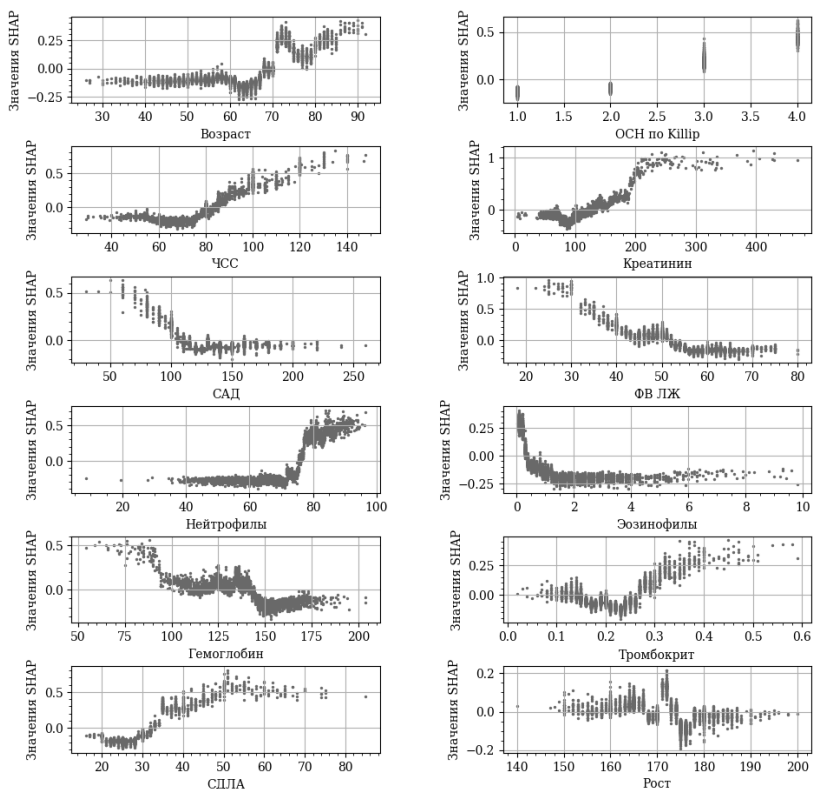 Значения SHAP
0.25
0.00
−0.25
30 40 50 60 70 80 90
Возраст
Значения SHAP
0.5
0.0
1.0 1.5 2.0 2.5 3.0 3.5 4.0
ОСН по Killip
Значения SHAP
0.5
0.0
40 60 80 100 120 140
ЧСС
Значения SHAP
1
0
0 100 200 300 400
Креатинин
Значения SHAP
0.5
0.0
50 100 150 200 250
САД
Значения SHAP
1.0
0.5
0.0
20 30 40 50 60 70 80
ФВ ЛЖ
Значения SHAP
0.5
0.0
20 40 60 80 100
Нейтрофилы
Значения SHAP
0.25
0.00
−0.25
0 2 4 6 8 10
Эозинофилы
Значения SHAP
0.5
0.0
50 75 100 125 150 175 200
Гемоглобин
Значения SHAP
0.25
0.00
0.0 0.1 0.2 0.3 0.4 0.5 0.6
Тромбокрит
Значения SHAP
0.5
0.0
20 30 40 50 60 70 80
СДЛА
Значения SHAP
0.2
0.0
−0.2
140 150 160 170 180 190 200
Рост